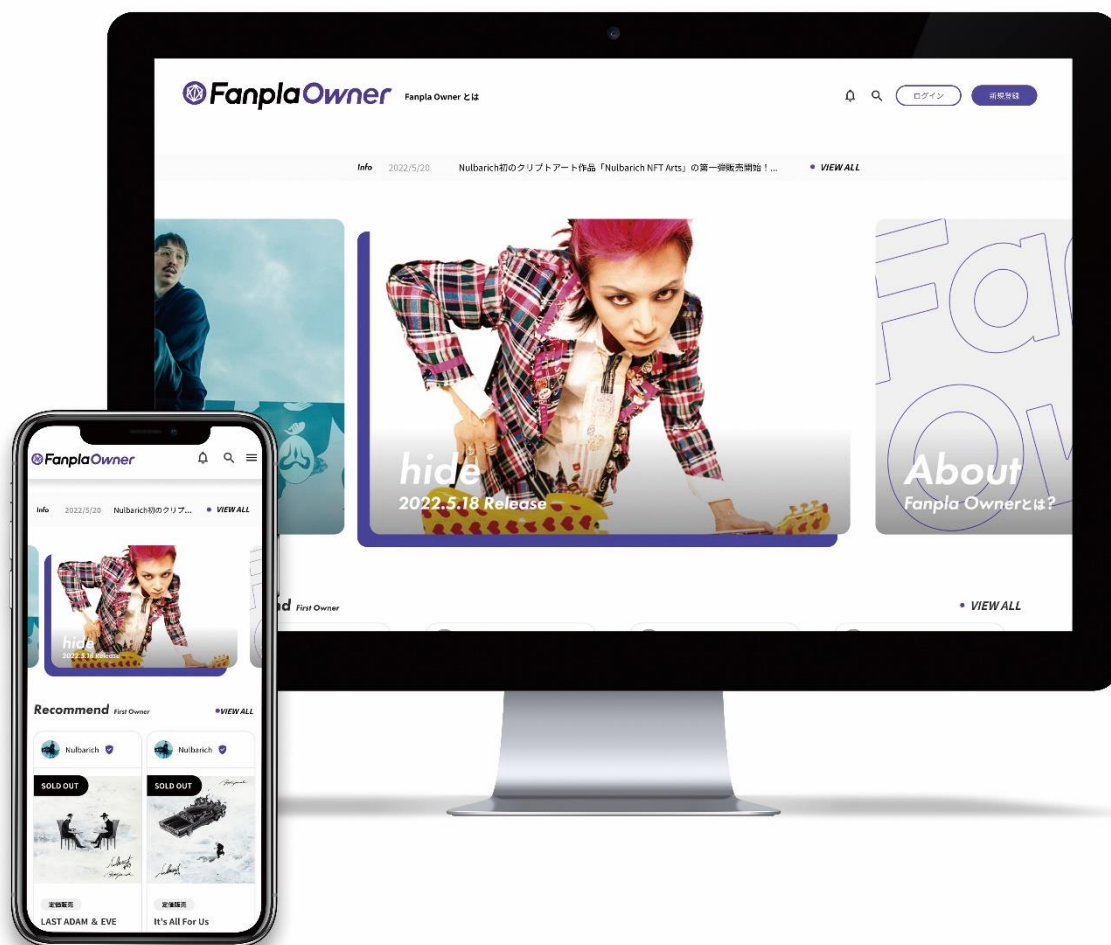 FanplaOwner
Fanpla Owner とは
ログイン
新規登録
Info 2022/5/20 Nulbarich初のクリプトアート作品「Nulbarich NFT Arts」の第一弾販売開始！... • VIEW ALL
hide
2022.5.18 Release
About
Fanpla Ownerとは?
Fa
Ow
d First Owner
• VIEW ALL
FanplaOwner
Info 2022/5/20 Nulbarich初のクリプ... • VIEW ALL
hide
2022.5.18 Release
Recommend First Owner •VIEW ALL
Nulbarich
Nulbarich
SOLD OUT
SOLD OUT
定価販売
定価販売
LAST ADAM & EVE
It's All For Us